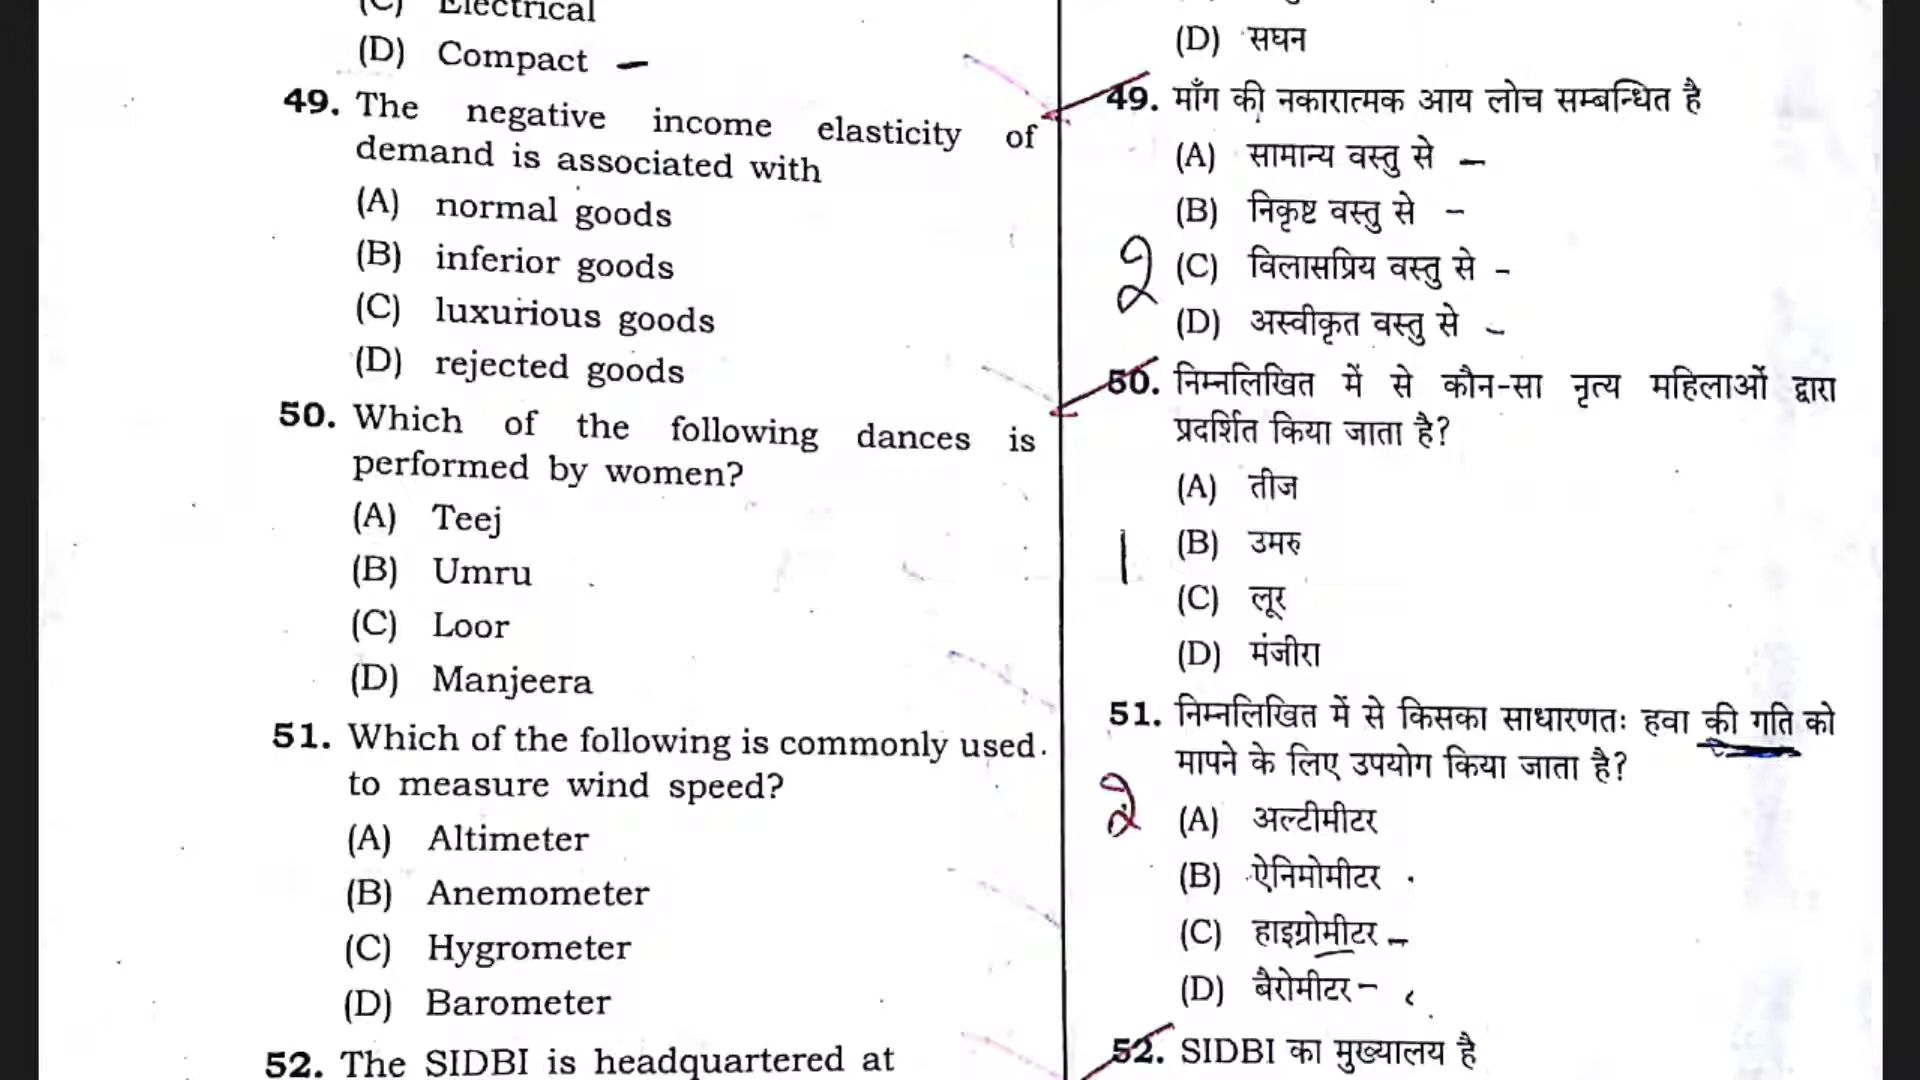 (C) Electrical
(D) Compact
49. The negative income elasticity of
demand is associated with
(A) normal goods
(B) inferior goods
(C) luxurious goods
(D) rejected goods
50. Which of the following dances is
performed by women?
(A) Teej
(B) Umru
(C) Loor
(D) Manjeera
51. Which of the following is commonly used
to measure wind speed?
(A) Altimeter
(B) Anemometer
(C) Hygrometer
(D) Barometer
52. The SIDBI is headquartered at
(D) सघन
49. माँग की नकारात्मक आय लोच सम्बन्धित है
(A) सामान्य वस्तु से
(B) निकृष्ट वस्तु से
2 (C) विलासप्रिय वस्तु से
(D) अस्वीकृत वस्तु से
50. निम्नलिखित में से कौन-सा नृत्य महिलाओं द्वारा
प्रदर्शित किया जाता है?
(A) तीज
1 (B) उमरु
(C) लूर
(D) मंजीरा
51. निम्नलिखित में से किसका साधारणतः हवा की गति को
मापने के लिए उपयोग किया जाता है?
2 (A) अल्टीमीटर
(B) ऐनिमोमीटर
(C) हाइग्रोमीटर
(D) बैरोमीटर
52. SIDBI का मुख्यालय है